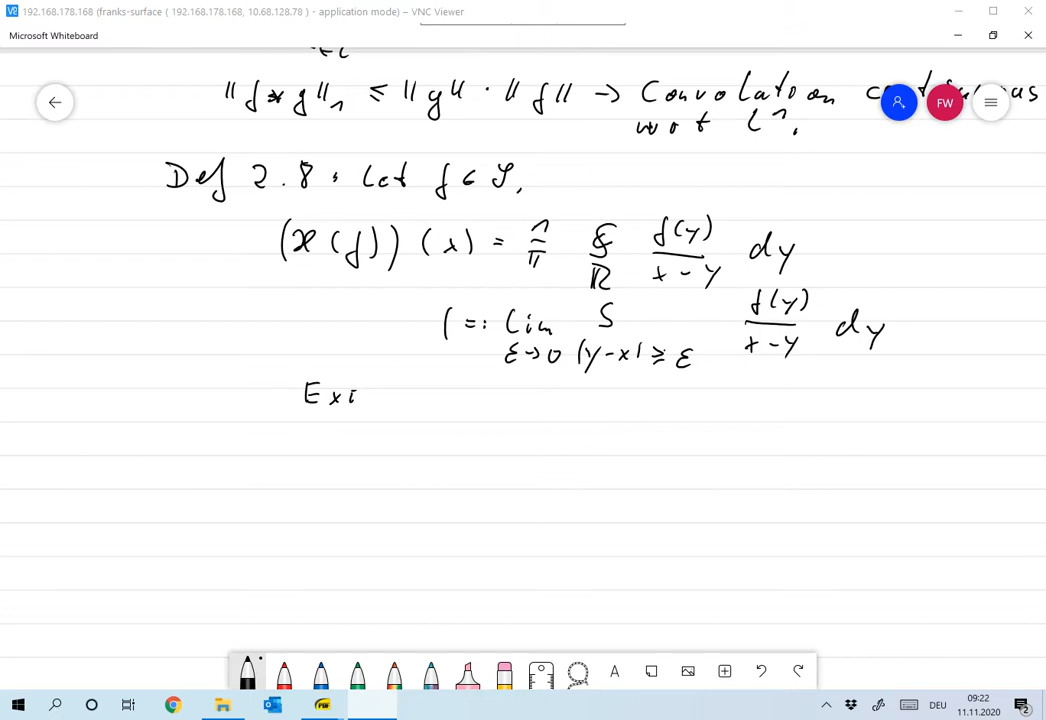 192.168.178.168 (franks-surface ( 192.168.178.168, 10.68.128.78 ) - application mode) – VNC Viewer
Microsoft Whiteboard
‖f*g‖₁ ≤ ‖g‖ · ‖f‖ → Convolution continuous
wrt L¹.
Def 2.8: Let f ∈ 𝒮,
(ℋ(f))(x) = 1/π ⨍_ℝ f(y)/(x-y) dy
(=: lim_{ε→0} ∫_{|y-x| ≥ ε} f(y)/(x-y) dy
Exi
FW
A
DEU
09:22
11.11.2020
2